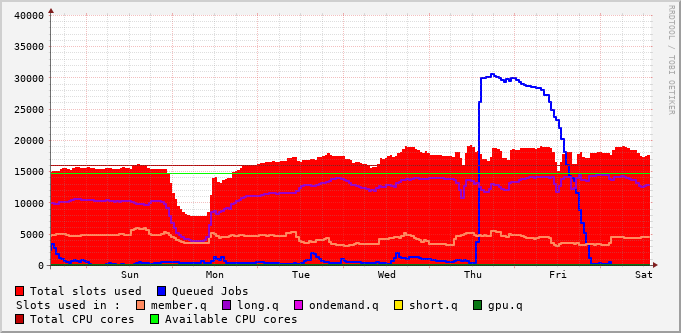 40000
35000
30000
25000
20000
15000
10000
5000
0
Sun Mon Tue Wed Thu Fri Sat
Total slots used Queued Jobs
Slots used in : member.q long.q ondemand.q short.q gpu.q
Total CPU cores Available CPU cores
RRDTOOL / TOBI OETIKER